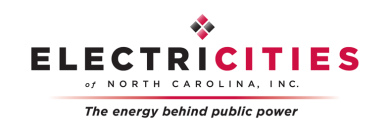 ELECTRICITIES
of NORTH CAROLINA, INC.
The energy behind public power